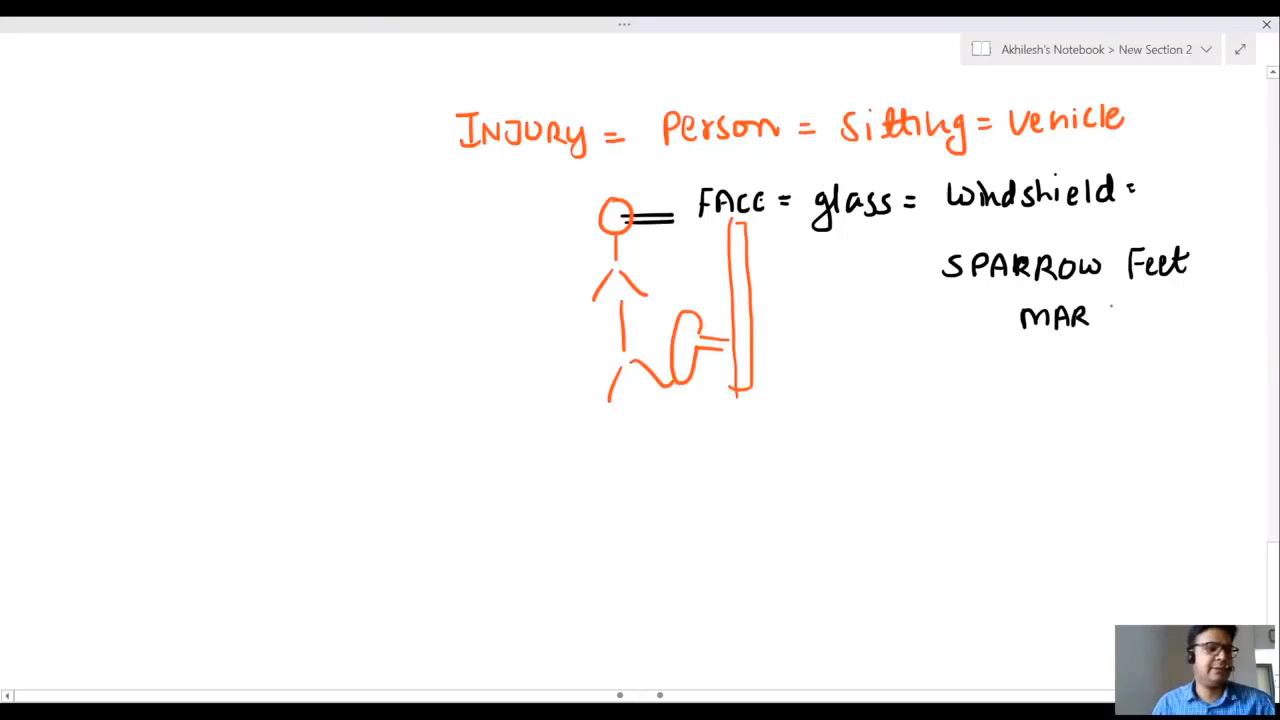 Akhilesh's Notebook > New Section 2
INJURY = Person = Sitting = Vehicle
FACE = glass = Windshield =
SPARROW Feet
MAR